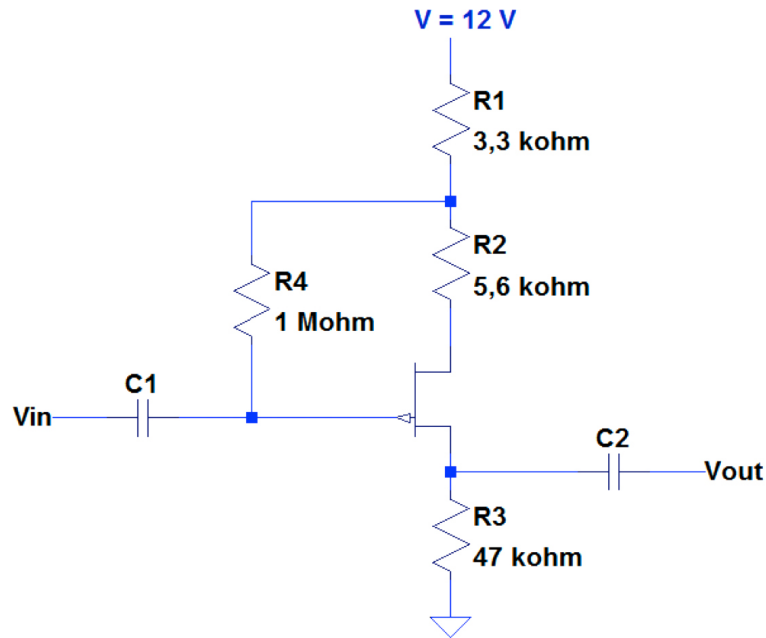 V = 12 V
R1
3,3 kohm
R2
5,6 kohm
R4
1 Mohm
C1
Vin
C2
Vout
R3
47 kohm